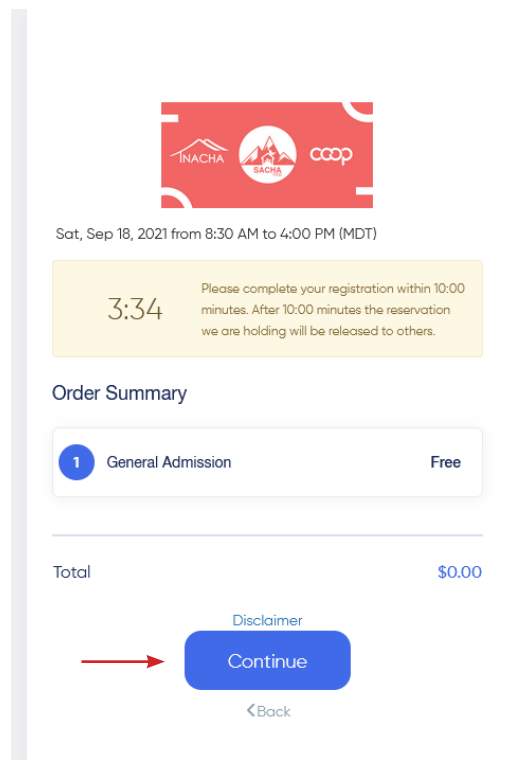 INACHA
SACHA
coop
Sat, Sep 18, 2021 from 8:30 AM to 4:00 PM (MDT)
3:34
Please complete your registration within 10:00
minutes. After 10:00 minutes the reservation
we are holding will be released to others.
Order Summary
1 General Admission Free
Total $0.00
Disclaimer
Continue
Back